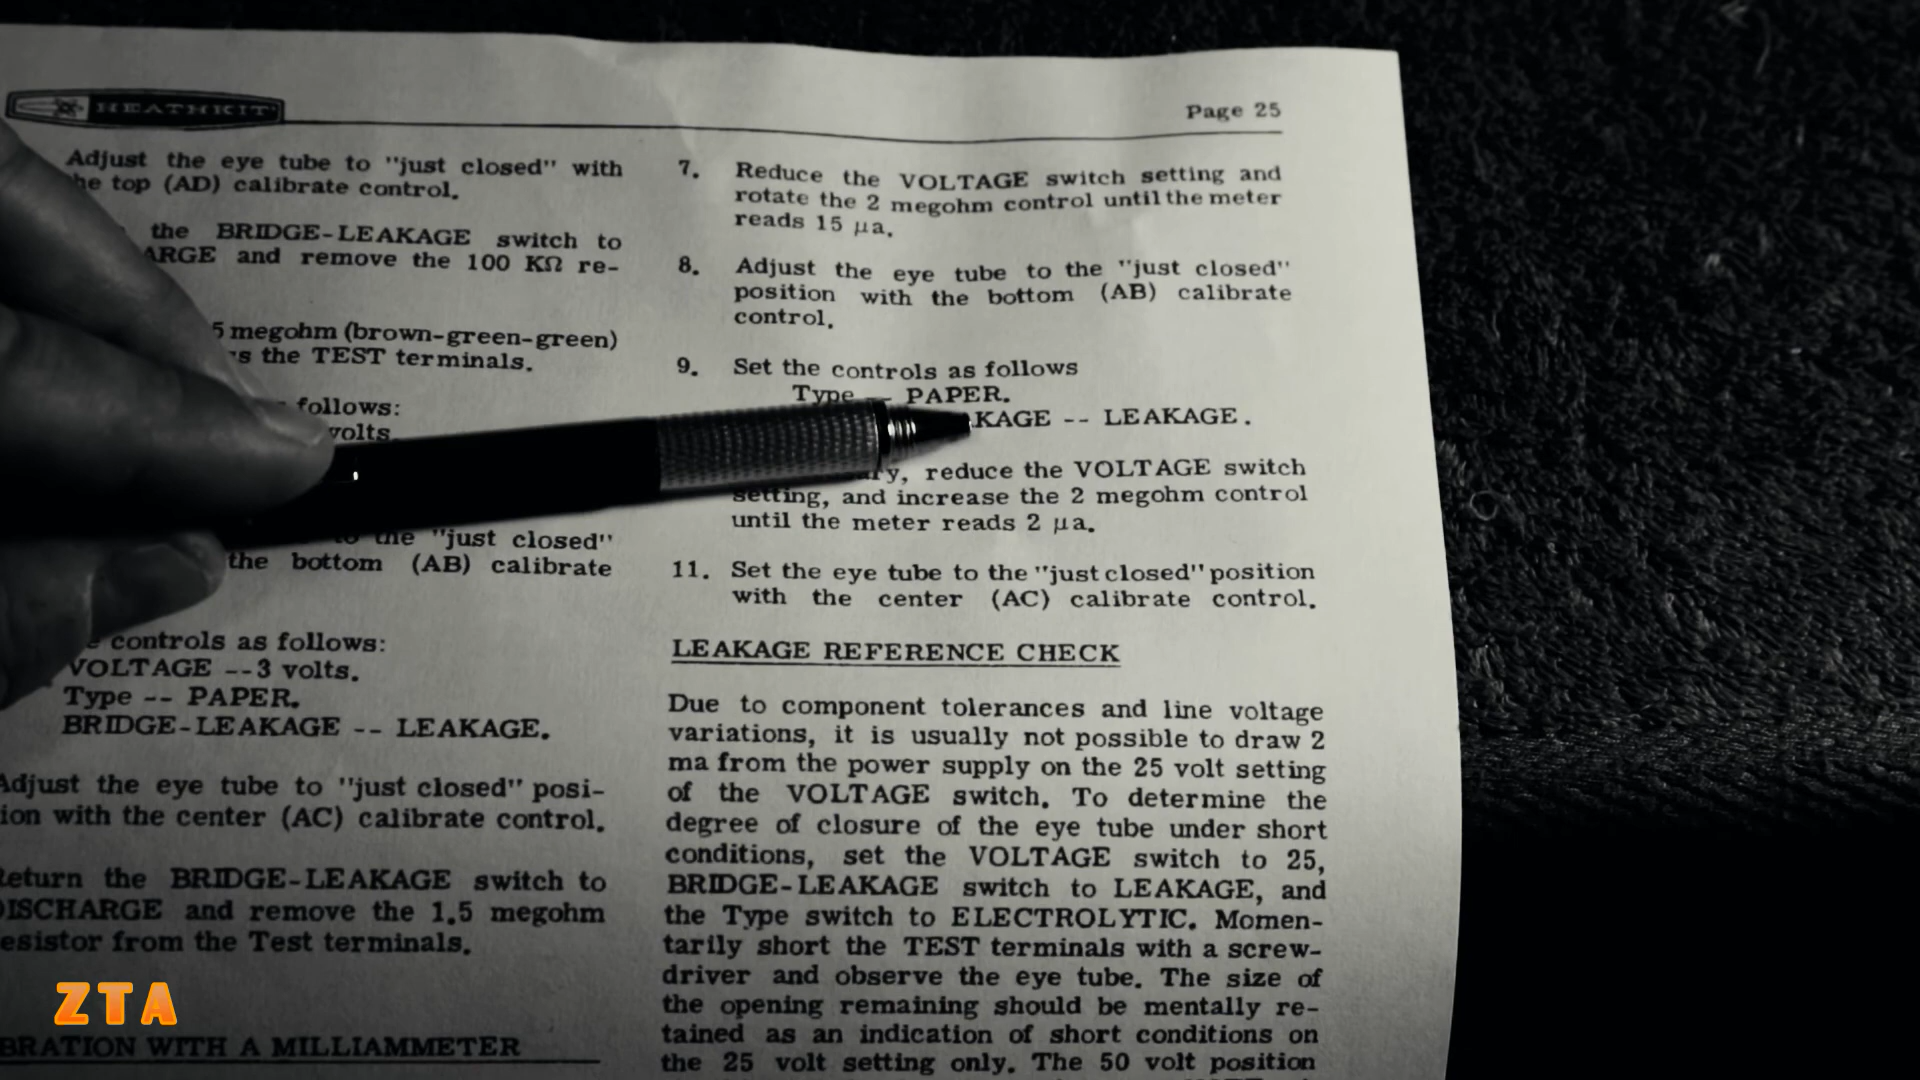 HEATHKIT
Page 25
Adjust the eye tube to "just closed" with
top (AD) calibrate control.
the BRIDGE-LEAKAGE switch to
and remove the 100 KΩ re-
megohm (brown-green-green)
the TEST terminals.
follows:
volts.
the "just closed"
the bottom (AB) calibrate
controls as follows:
VOLTAGE --3 volts.
Type -- PAPER.
BRIDGE-LEAKAGE -- LEAKAGE.
Adjust the eye tube to "just closed" posi-
tion with the center (AC) calibrate control.
Return the BRIDGE-LEAKAGE switch to
DISCHARGE and remove the 1.5 megohm
resistor from the Test terminals.
BRATION WITH A MILLIAMMETER
7. Reduce the VOLTAGE switch setting and
rotate the 2 megohm control until the meter
reads 15 μa.
8. Adjust the eye tube to the "just closed"
position with the bottom (AB) calibrate
control.
9. Set the controls as follows
Type -- PAPER.
KAGE -- LEAKAGE.
reduce the VOLTAGE switch
setting, and increase the 2 megohm control
until the meter reads 2 μa.
11. Set the eye tube to the "just closed" position
with the center (AC) calibrate control.
LEAKAGE REFERENCE CHECK
Due to component tolerances and line voltage
variations, it is usually not possible to draw 2
ma from the power supply on the 25 volt setting
of the VOLTAGE switch. To determine the
degree of closure of the eye tube under short
conditions, set the VOLTAGE switch to 25,
BRIDGE-LEAKAGE switch to LEAKAGE, and
the Type switch to ELECTROLYTIC. Momen-
tarily short the TEST terminals with a screw-
driver and observe the eye tube. The size of
the opening remaining should be mentally re-
tained as an indication of short conditions on
the 25 volt setting only. The 50 volt position
ZTA